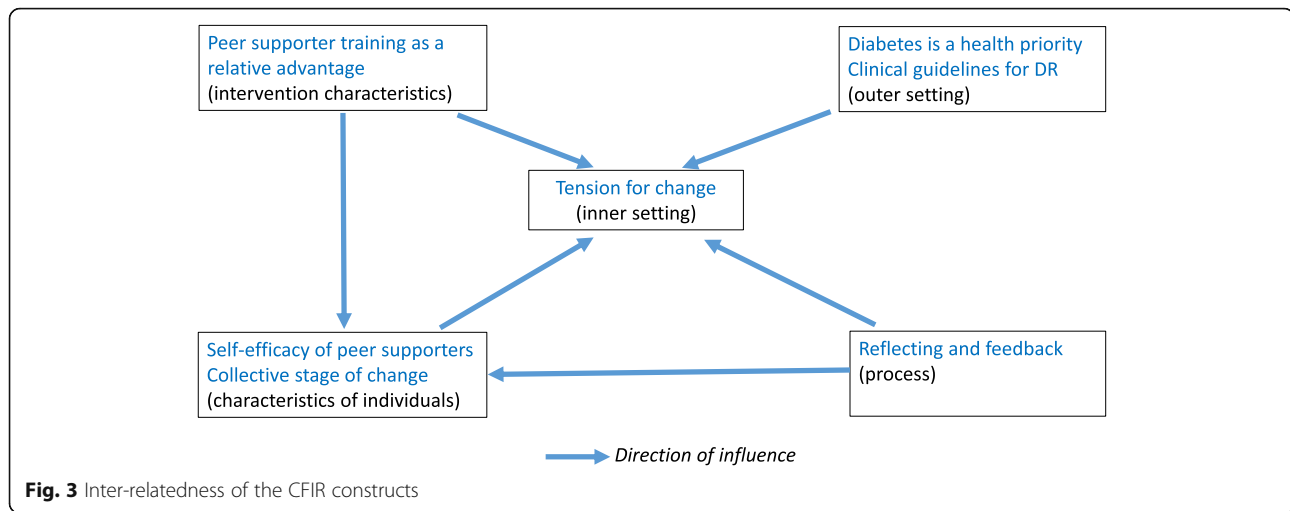 Peer supporter training as a
relative advantage
(intervention characteristics)
Diabetes is a health priority
Clinical guidelines for DR
(outer setting)
Tension for change
(inner setting)
Self-efficacy of peer supporters
Collective stage of change
(characteristics of individuals)
Reflecting and feedback
(process)
Direction of influence
Fig. 3 Inter-relatedness of the CFIR constructs